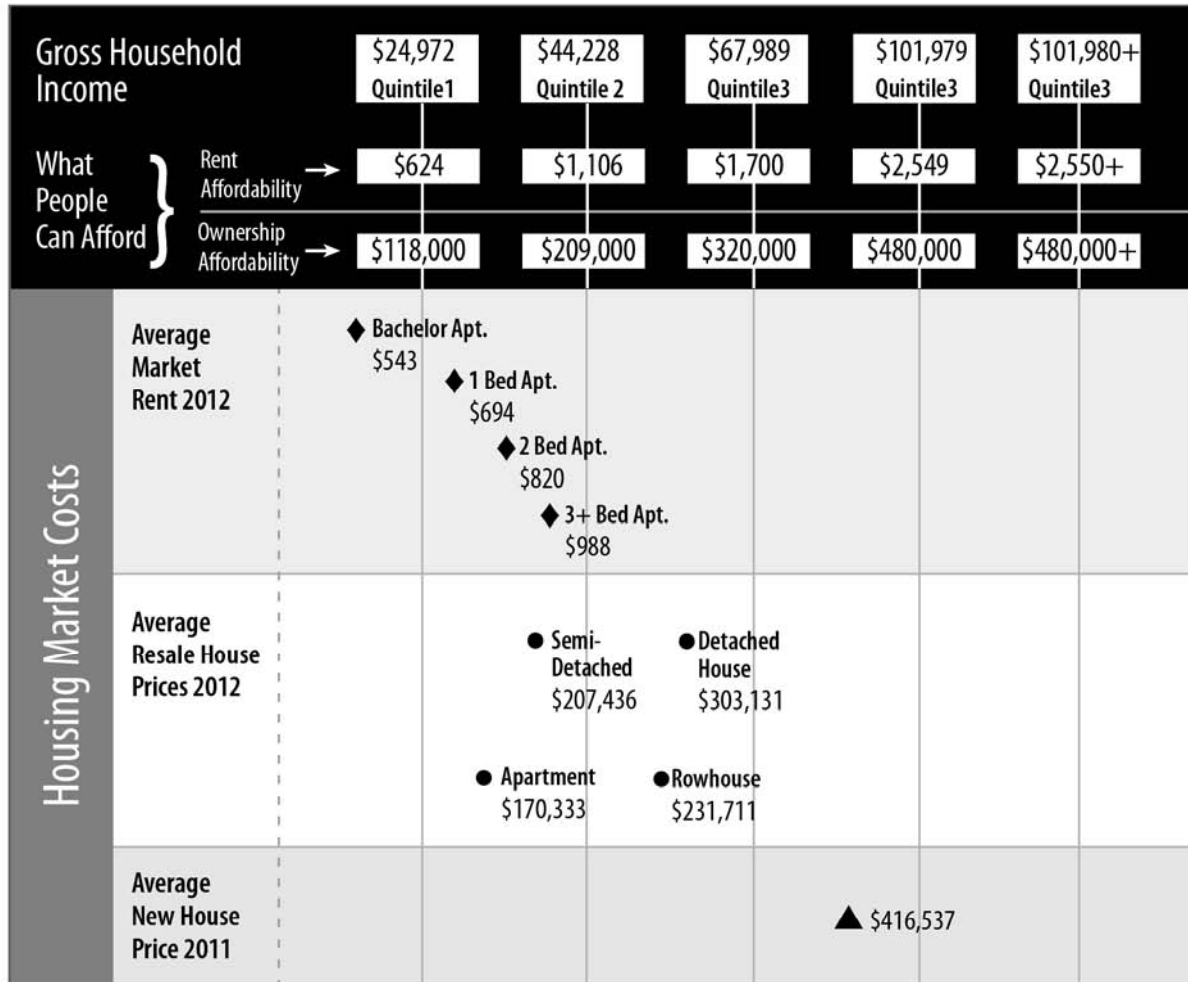 Gross Household
Income
$24,972
Quintile1
$44,228
Quintile 2
$67,989
Quintile3
$101,979
Quintile3
$101,980+
Quintile3
What
People
Can Afford
Rent
Affordability
$624
$1,106
$1,700
$2,549
$2,550+
Ownership
Affordability
$118,000
$209,000
$320,000
$480,000
$480,000+
Housing Market Costs
Average
Market
Rent 2012
Bachelor Apt.
$543
1 Bed Apt.
$694
2 Bed Apt.
$820
3+ Bed Apt.
$988
Average
Resale House
Prices 2012
Semi-
Detached
$207,436
Detached
House
$303,131
Apartment
$170,333
Rowhouse
$231,711
Average
New House
Price 2011
$416,537